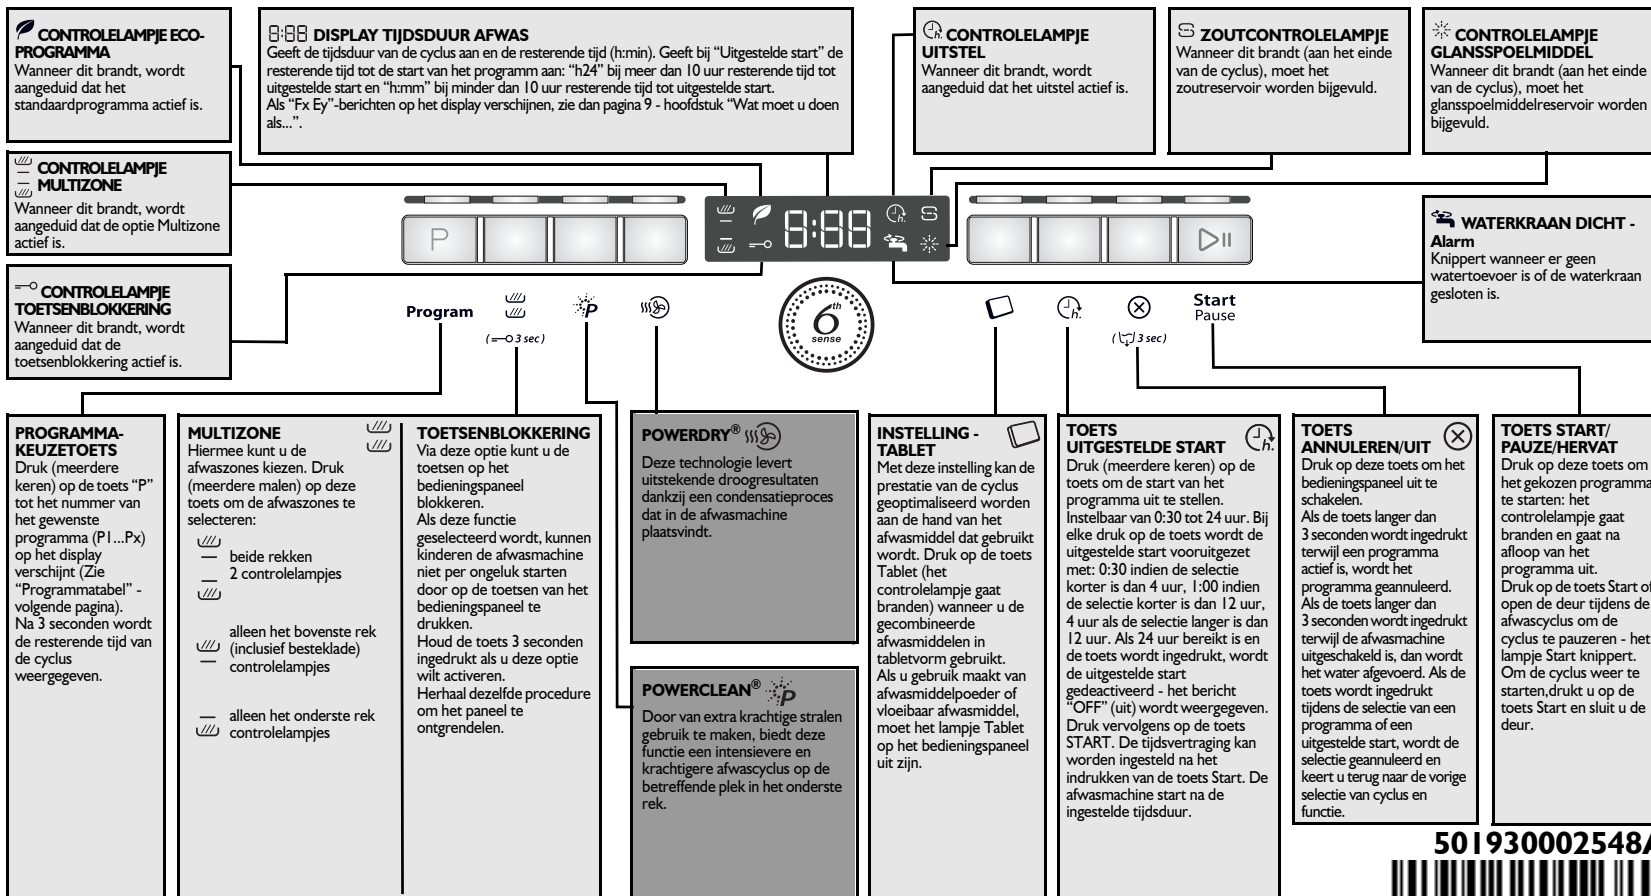 CONTROLELAMPJE ECO-
PROGRAMMA
Wanneer dit brandt, wordt
aangeduid dat het
standaardprogramma actief is.
8:88 DISPLAY TIJDSDUUR AFWAS
Geeft de tijdsduur van de cyclus aan en de resterende tijd (h:min). Geeft bij “Uitgestelde start” de
resterende tijd tot de start van het programma aan: “h24” bij meer dan 10 uur resterende tijd tot
uitgestelde start en “h:mm” bij minder dan 10 uur resterende tijd tot uitgestelde start.
Als “Fx Ey”-berichten op het display verschijnen, zie dan pagina 9 - hoofdstuk “Wat moet u doen
als...”.
h. CONTROLELAMPJE
UITSTEL
Wanneer dit brandt, wordt
aangeduid dat het uitstel actief is.
ZOUTCONTROLELAMPJE
Wanneer dit brandt (aan het einde
van de cyclus), moet het
zoutreservoir worden bijgevuld.
CONTROLELAMPJE
GLANSSPOELMIDDEL
Wanneer dit brandt (aan het einde
van de cyclus), moet het
glansspoelmiddelreservoir worden
bijgevuld.
CONTROLELAMPJE
MULTIZONE
Wanneer dit brandt, wordt
aangeduid dat de optie Multizone
actief is.
CONTROLELAMPJE
TOETSENBLOKKERING
Wanneer dit brandt, wordt
aangeduid dat de
toetsenblokkering actief is.
WATERKRAAN DICHT -
Alarm
Knippert wanneer er geen
watertoevoer is of de waterkraan
gesloten is.
P
8:88
h.
Program
(3 sec)
P
6th
sense
h.
(3 sec)
Start
Pause
PROGRAMMA-
KEUZETOETS
Druk (meerdere
keren) op de toets “P”
tot het nummer van
het gewenste
programma (P1...Px)
op het display
verschijnt (Zie
“Programmatabel” -
volgende pagina).
Na 3 seconden wordt
de resterende tijd van
de cyclus
weergegeven.
MULTIZONE
Hiermee kunt u de
afwaszones kiezen. Druk
(meerdere malen) op deze
toets om de afwaszones te
selecteren:
beide rekken
2 controlelampjes
alleen het bovenste rek
(inclusief besteklade)
controlelampjes
alleen het onderste rek
controlelampjes
TOETSENBLOKKERING
Via deze optie kunt u de
toetsen op het
bedieningspaneel
blokkeren.
Als deze functie
geselecteerd wordt, kunnen
kinderen de afwasmachine
niet per ongeluk starten
door op de toetsen van het
bedieningspaneel te
drukken.
Houd de toets 3 seconden
ingedrukt als u deze optie
wilt activeren.
Herhaal dezelfde procedure
om het paneel te
ontgrendelen.
POWERDRY®
Deze technologie levert
uitstekende droogresultaten
dankzij een condensatieproces
dat in de afwasmachine
plaatsvindt.
POWERCLEAN® P
Door van extra krachtige stralen
gebruik te maken, biedt deze
functie een intensievere en
krachtigere afwascyclus op de
betreffende plek in het onderste
rek.
INSTELLING -
TABLET
Met deze instelling kan de
prestatie van de cyclus
geoptimaliseerd worden
aan de hand van het
afwasmiddel dat gebruikt
wordt. Druk op de toets
Tablet (het
controlelampje gaat
branden) wanneer u de
gecombineerde
afwasmiddelen in
tabletvorm gebruikt.
Als u gebruik maakt van
afwasmiddelpoeder of
vloeibaar afwasmiddel,
moet het lampje Tablet
op het bedieningspaneel
uit zijn.
TOETS
UITGESTELDE START h.
Druk (meerdere keren) op de
toets om de start van het
programma uit te stellen.
Instelbaar van 0:30 tot 24 uur. Bij
elke druk op de toets wordt de
uitgestelde start vooruitgezet
met: 0:30 indien de selectie
korter is dan 4 uur, 1:00 indien
de selectie korter is dan 12 uur,
4 uur als de selectie langer is dan
12 uur. Als 24 uur bereikt is en
de toets wordt ingedrukt, wordt
de uitgestelde start
gedeactiveerd - het bericht
“OFF” (uit) wordt weergegeven.
Druk vervolgens op de toets
START. De tijdsvertraging kan
worden ingesteld na het
indrukken van de toets Start. De
afwasmachine start na de
ingestelde tijdsduur.
TOETS
ANNULEREN/UIT
Druk op deze toets om het
bedieningspaneel uit te
schakelen.
Als de toets langer dan
3 seconden wordt ingedrukt
terwijl een programma
actief is, wordt het
programma geannuleerd.
Als de toets langer dan
3 seconden wordt ingedrukt
terwijl de afwasmachine
uitgeschakeld is, dan wordt
het water afgevoerd. Als de
toets wordt ingedrukt
tijdens de selectie van een
programma of een
uitgestelde start, wordt de
selectie geannuleerd en
keert u terug naar de vorige
selectie van cyclus en
functie.
TOETS START/
PAUZE/HERVAT
Druk op deze toets om
het gekozen programma
te starten: het
controlelampje gaat
branden en gaat na
afloop van het
programma uit.
Druk op de toets Start of
open de deur tijdens de
afwascyclus om de
cyclus te pauzeren - het
lampje Start knippert.
Om de cyclus weer te
starten,drukt u op de
toets Start en sluit u de
deur.
501930002548A